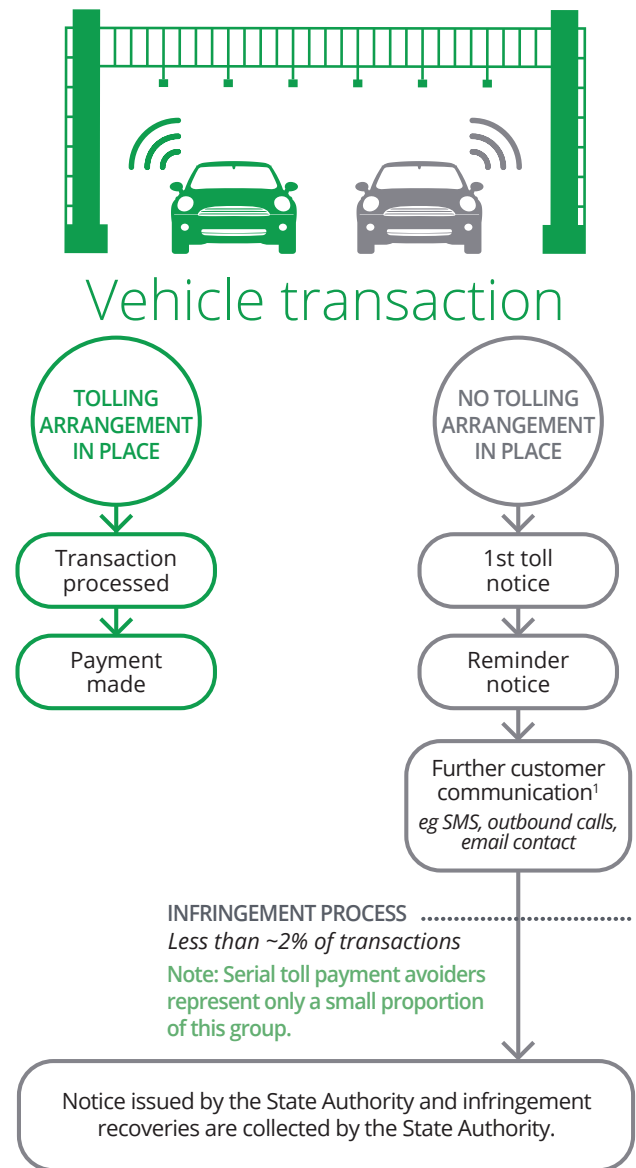 Vehicle transaction
TOLLING
ARRANGEMENT
IN PLACE
Transaction
processed
Payment
made
NO TOLLING
ARRANGEMENT
IN PLACE
1st toll
notice
Reminder
notice
Further customer
communication¹
eg SMS, outbound calls,
email contact
INFRINGEMENT PROCESS
Less than ~2% of transactions
Note: Serial toll payment avoiders
represent only a small proportion
of this group.
Notice issued by the State Authority and infringement
recoveries are collected by the State Authority.